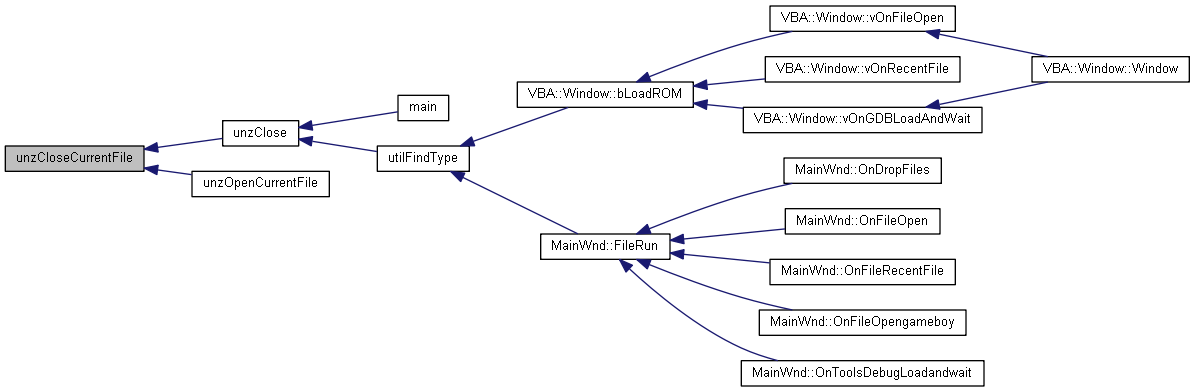 VBA::Window::vOnFileOpen
VBA::Window::vOnRecentFile
VBA::Window::Window
VBA::Window::bLoadROM
main
VBA::Window::vOnGDBLoadAndWait
unzClose
unzCloseCurrentFile
utilFindType
unzOpenCurrentFile
MainWnd::OnDropFiles
MainWnd::OnFileOpen
MainWnd::FileRun
MainWnd::OnFileRecentFile
MainWnd::OnFileOpengameboy
MainWnd::OnToolsDebugLoadandwait